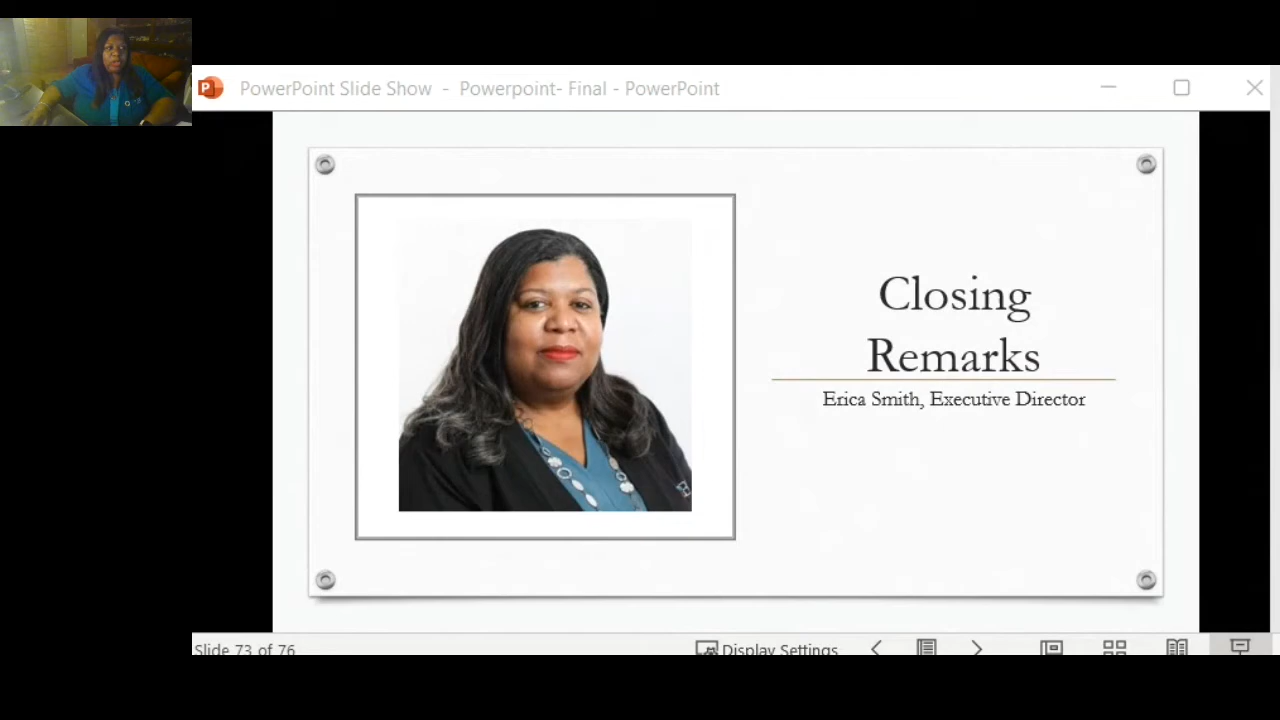 PowerPoint Slide Show - Powerpoint- Final - PowerPoint
Closing
Remarks
Erica Smith, Executive Director
Slide 73 of 76
Display Settings